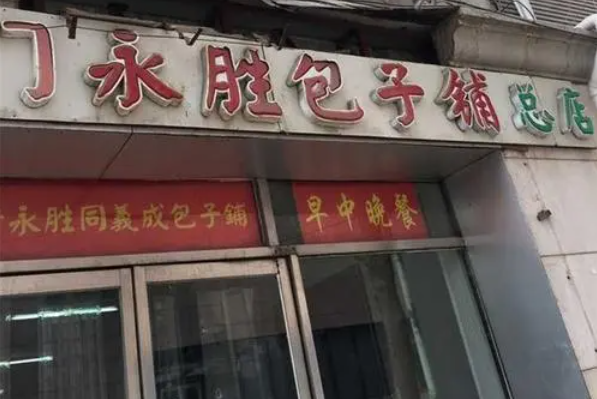 门永胜包子铺总店
永胜同義成包子鋪
早中晚餐